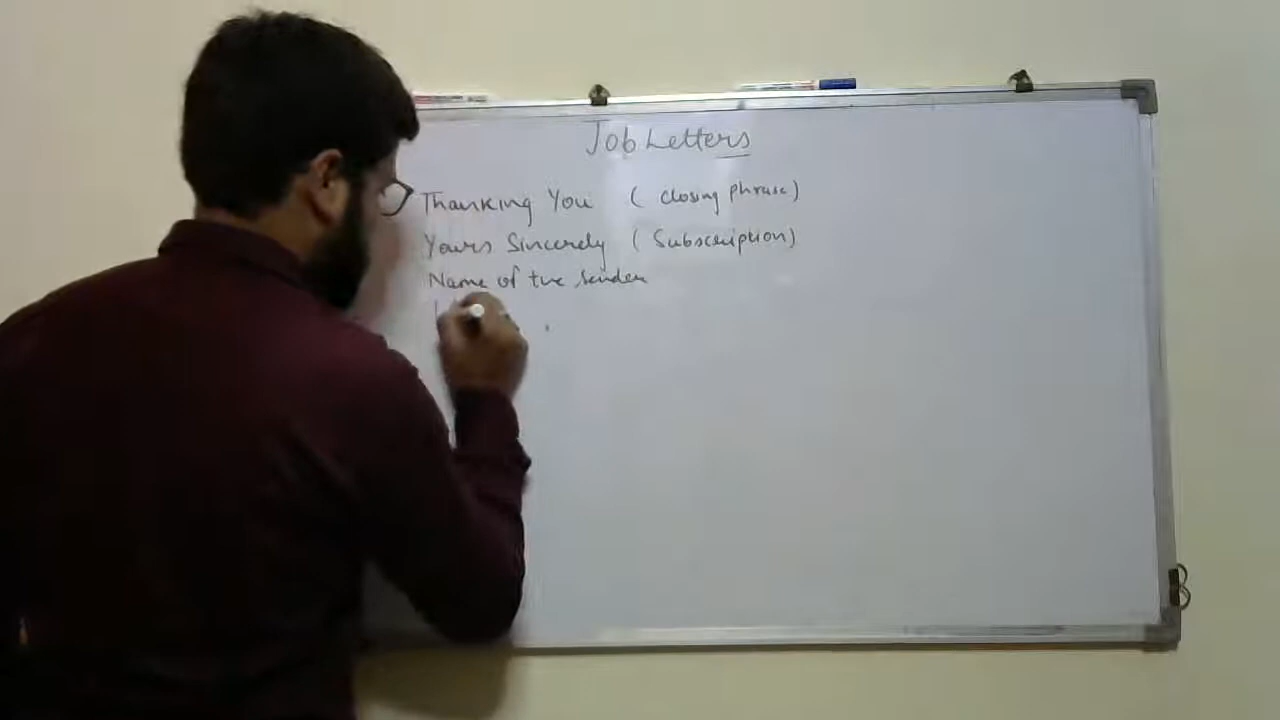 Job Letters
Thanking You ( Closing Phrase)
Yours Sincerely ( Subscription)
Name of the Sender